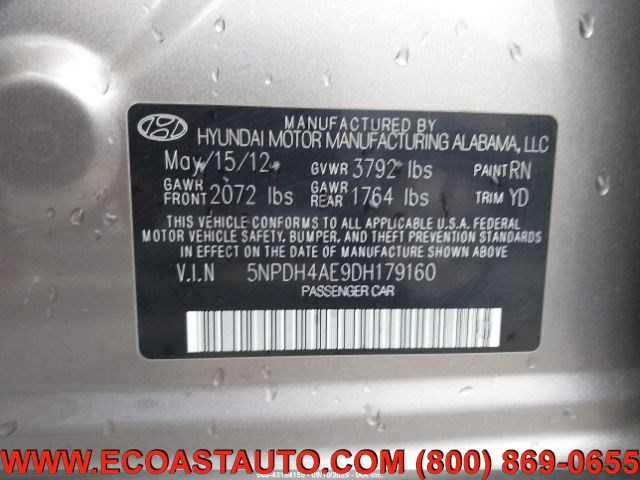 MANUFACTURED BY
HYUNDAI MOTOR MANUFACTURING ALABAMA, LLC
May/15/12 GVWR 3792 lbs PAINT RN
GAWR FRONT 2072 lbs GAWR REAR 1764 lbs TRIM YD
THIS VEHICLE CONFORMS TO ALL APPLICABLE U.S.A. FEDERAL
MOTOR VEHICLE SAFETY, BUMPER, AND THEFT PREVENTION STANDARDS
IN EFFECT ON THE DATE OF MANUFACTURE SHOWN ABOVE
V.I.N 5NPDH4AE9DH179160
PASSENGER CAR
WWW.ECOASTAUTO.COM (800) 869-0655